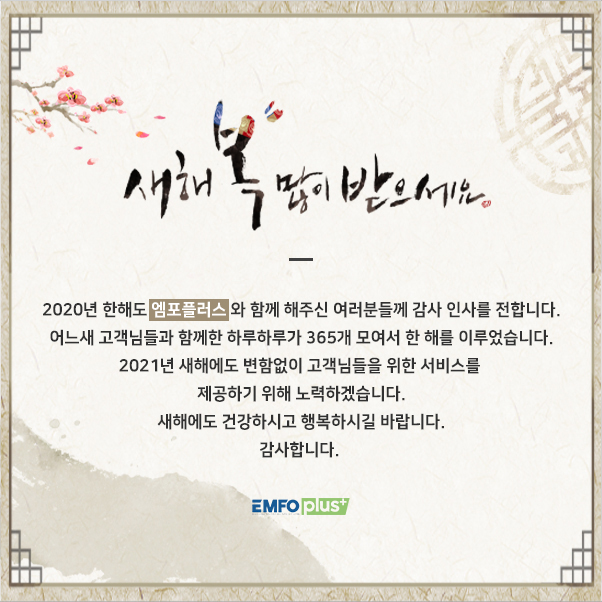 새해 복 많이 받으세요
2020년 한해도 엠포플러스와 함께 해주신 여러분들께 감사 인사를 전합니다.
어느새 고객님들과 함께한 하루하루가 365개 모여서 한 해를 이루었습니다.
2021년 새해에도 변함없이 고객님들을 위한 서비스를
제공하기 위해 노력하겠습니다.
새해에도 건강하시고 행복하시길 바랍니다.
감사합니다.
EMFO plus+